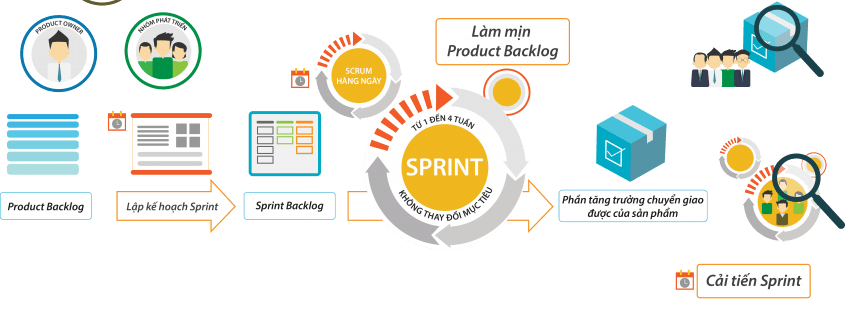 PRODUCT OWNER
NHÓM PHÁT TRIỂN
SCRUM
HÀNG NGÀY
Làm mịn
Product Backlog
TỪ 1 ĐẾN 4 TUẦN
SPRINT
KHÔNG THAY ĐỔI MỤC TIÊU
Product Backlog
Lập kế hoạch Sprint
Sprint Backlog
Phần tăng trưởng chuyển giao
được của sản phẩm
Cải tiến Sprint